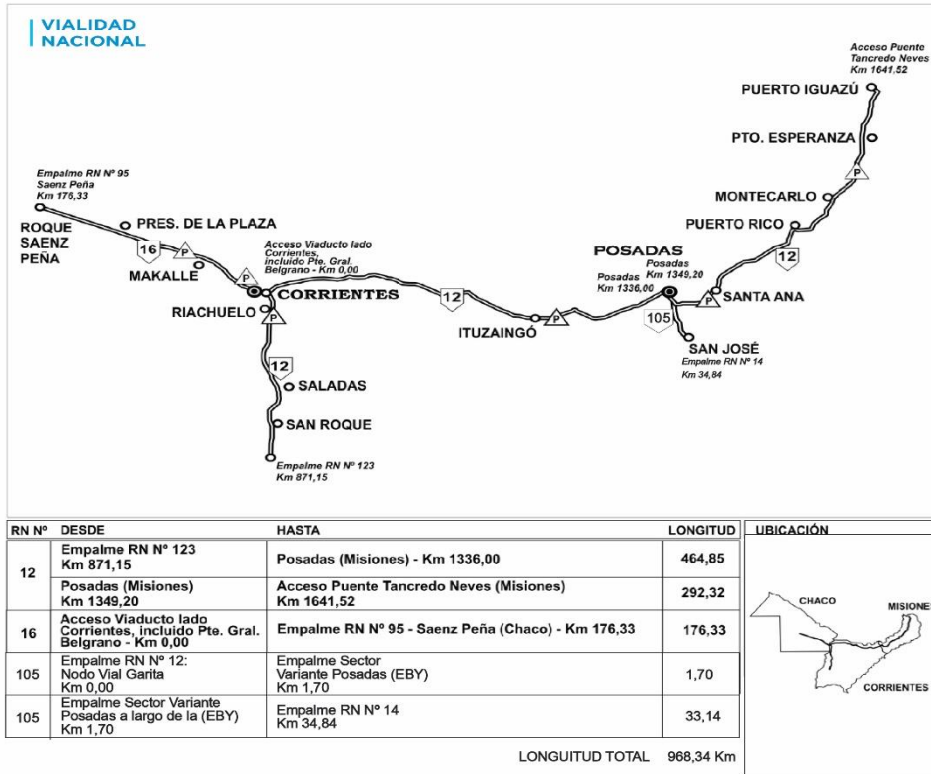 VIALIDAD
NACIONAL
Acceso Puente
Tancredo Neves
Km 1641,52
PUERTO IGUAZÚ
PTO. ESPERANZA
P
MONTECARLO
PUERTO RICO
12
Empalme RN Nº 95
Saenz Peña
Km 176,33
ROQUE
SAENZ
PEÑA
PRES. DE LA PLAZA
16
P
MAKALLE
P
Acceso Viaducto lado
Corrientes,
incluido Pte. Gral.
Belgrano - Km 0,00
CORRIENTES
RIACHUELO
P
12
SALADAS
SAN ROQUE
Empalme RN Nº 123
Km 871,15
12
ITUZAINGÓ
P
POSADAS
Posadas
Km 1349,20
Posadas
Km 1336,00
105
P
SANTA ANA
SAN JOSÉ
Empalme RN Nº 14
Km 34,84
RN Nº DESDE HASTA LONGITUD
12
Empalme RN Nº 123
Km 871,15
Posadas (Misiones) - Km 1336,00
464,85
Posadas (Misiones)
Km 1349,20
Acceso Puente Tancredo Neves (Misiones)
Km 1641,52
292,32
16
Acceso Viaducto lado
Corrientes, incluido Pte. Gral.
Belgrano - Km 0,00
Empalme RN Nº 95 - Saenz Peña (Chaco) - Km 176,33
176,33
105
Empalme RN Nº 12:
Nodo Vial Garita
Km 0,00
Empalme Sector
Variante Posadas (EBY)
Km 1,70
1,70
105
Empalme Sector Variante
Posadas a largo de la (EBY)
Km 1,70
Empalme RN Nº 14
Km 34,84
33,14
LONGUITUD TOTAL 968,34 Km
UBICACIÓN
CHACO
MISIONES
CORRIENTES